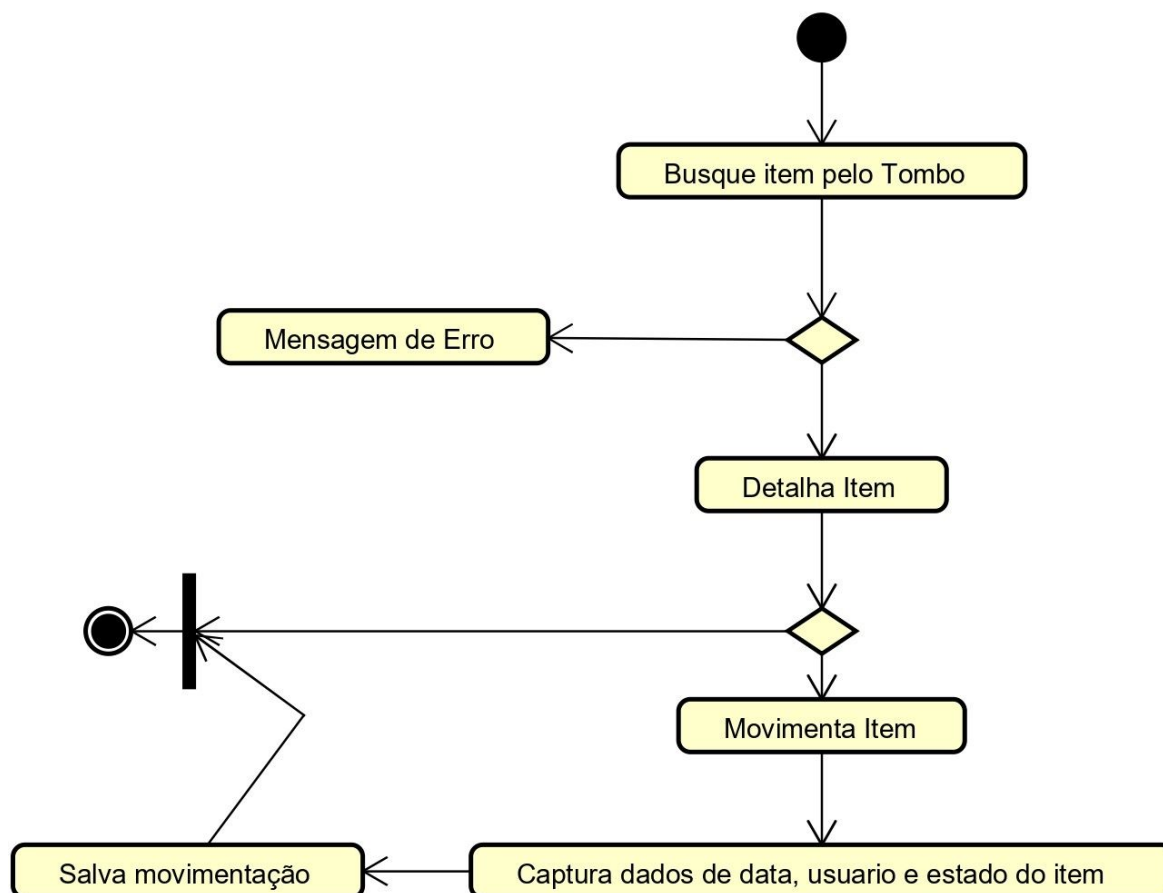 Busque item pelo Tombo
Mensagem de Erro
Detalha Item
Movimenta Item
Salva movimentação
Captura dados de data, usuario e estado do item